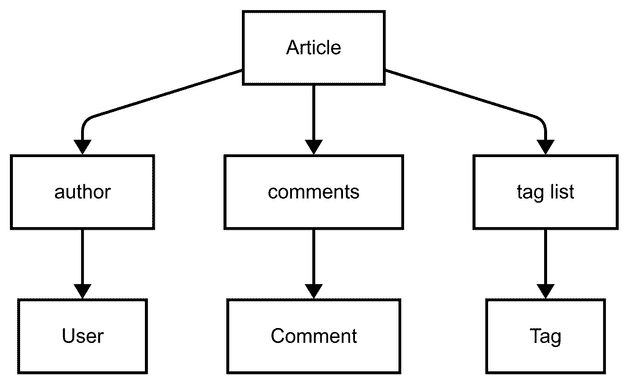 Article
author
comments
tag list
User
Comment
Tag